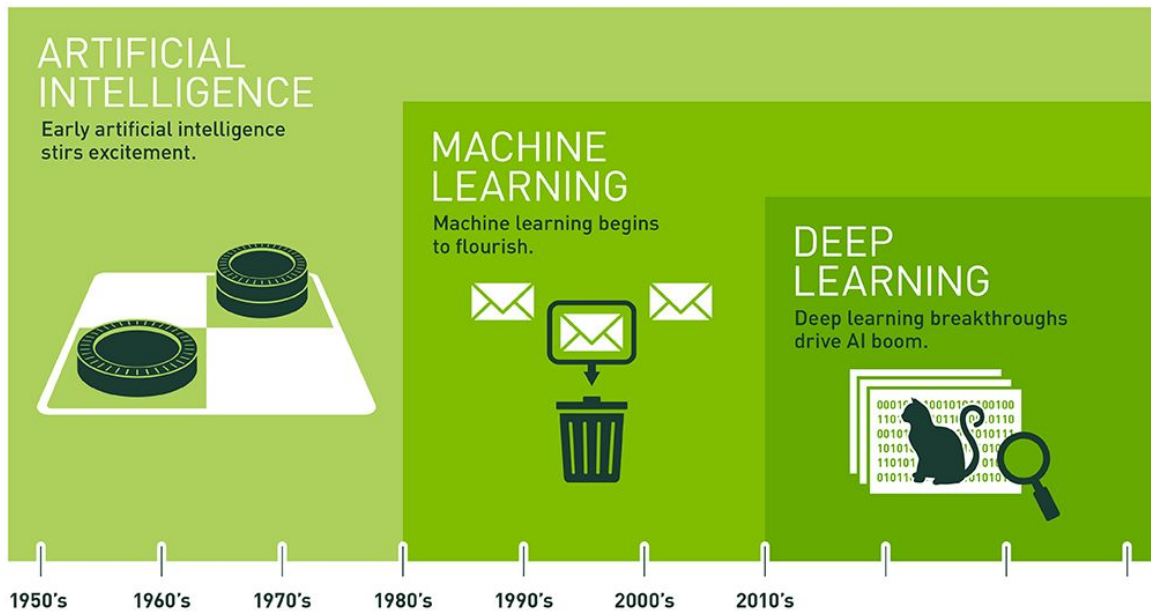 ARTIFICIAL
INTELLIGENCE
Early artificial intelligence
stirs excitement.
MACHINE
LEARNING
Machine learning begins
to flourish.
DEEP
LEARNING
Deep learning breakthroughs
drive AI boom.
1950's 1960's 1970's 1980's 1990's 2000's 2010's